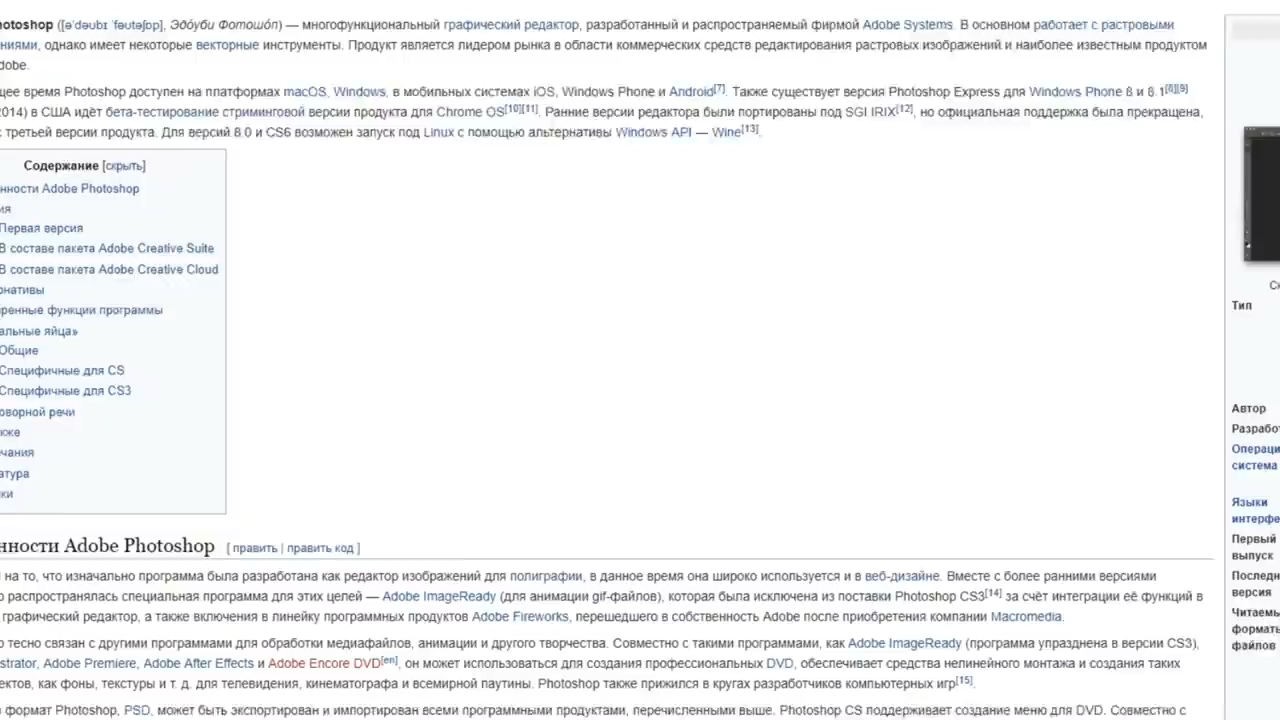 hotoshop ([əˈdəʊbɪ ˈfəʊtəʃɒp], Эдóуби Фотошóп) — многофункциональный графический редактор, разработанный и распространяемый фирмой Adobe Systems. В основном работает с растровыми
ниями, однако имеет некоторые векторные инструменты. Продукт является лидером рынка в области коммерческих средств редактирования растровых изображений и наиболее известным продуктом
dobe.
щее время Photoshop доступен на платформах macOS, Windows, в мобильных системах iOS, Windows Phone и Android[7]. Также существует версия Photoshop Express для Windows Phone 8 и 8.1[8][9]
2014) в США идёт бета-тестирование стриминговой версии продукта для Chrome OS[10][11]. Ранние версии редактора были портированы под SGI IRIX[12], но официальная поддержка была прекращена,
с третьей версии продукта. Для версий 8.0 и CS6 возможен запуск под Linux с помощью альтернативы Windows API — Wine[13].
Содержание [скрыть]
нности Adobe Photoshop
ия
Первая версия
В составе пакета Adobe Creative Suite
В составе пакета Adobe Creative Cloud
рнативы
ренные функции программы
альные яйца»
Общие
Специфичные для CS
Специфичные для CS3
оворной речи
кже
чания
атура
ки
нности Adobe Photoshop [ править | править код ]
на то, что изначально программа была разработана как редактор изображений для полиграфии, в данное время она широко используется и в веб-дизайне. Вместе с более ранними версиями
о распространялась специальная программа для этих целей — Adobe ImageReady (для анимации gif-файлов), которая была исключена из поставки Photoshop CS3[14] за счёт интеграции её функций в
графический редактор, а также включения в линейку программных продуктов Adobe Fireworks, перешедшего в собственность Adobe после приобретения компании Macromedia.
о тесно связан с другими программами для обработки медиафайлов, анимации и другого творчества. Совместно с такими программами, как Adobe ImageReady (программа упразднена в версии CS3),
strator, Adobe Premiere, Adobe After Effects и Adobe Encore DVD[en], он может использоваться для создания профессиональных DVD, обеспечивает средства нелинейного монтажа и создания таких
ектов, как фоны, текстуры и т. д. для телевидения, кинематографа и всемирной паутины. Photoshop также прижился в кругах разработчиков компьютерных игр[15].
формат Photoshop, PSD, может быть экспортирован и импортирован всеми программными продуктами, перечисленными выше. Photoshop CS поддерживает создание меню для DVD. Совместно с
Ск
Тип
Автор
Разработ
Операци
система
Языки
интерфе
Первый
выпуск
Последн
версия
Читаемы
формать
файлов